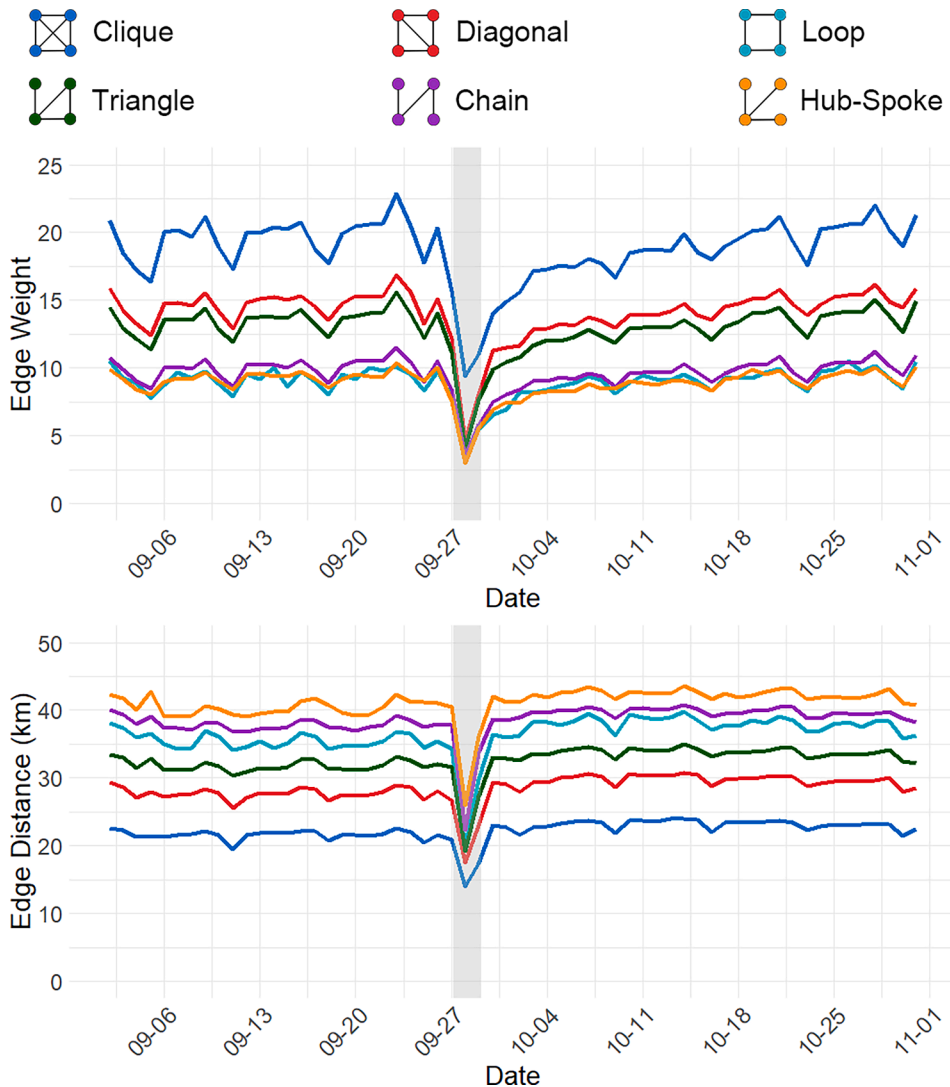 Clique Diagonal Loop
Triangle Chain Hub-Spoke
25
20
15
10
5
0
Edge Weight
09-06 09-13 09-20 09-27 10-04 10-11 10-18 10-25 11-01
Date
50
40
30
20
10
0
Edge Distance (km)
09-06 09-13 09-20 09-27 10-04 10-11 10-18 10-25 11-01
Date